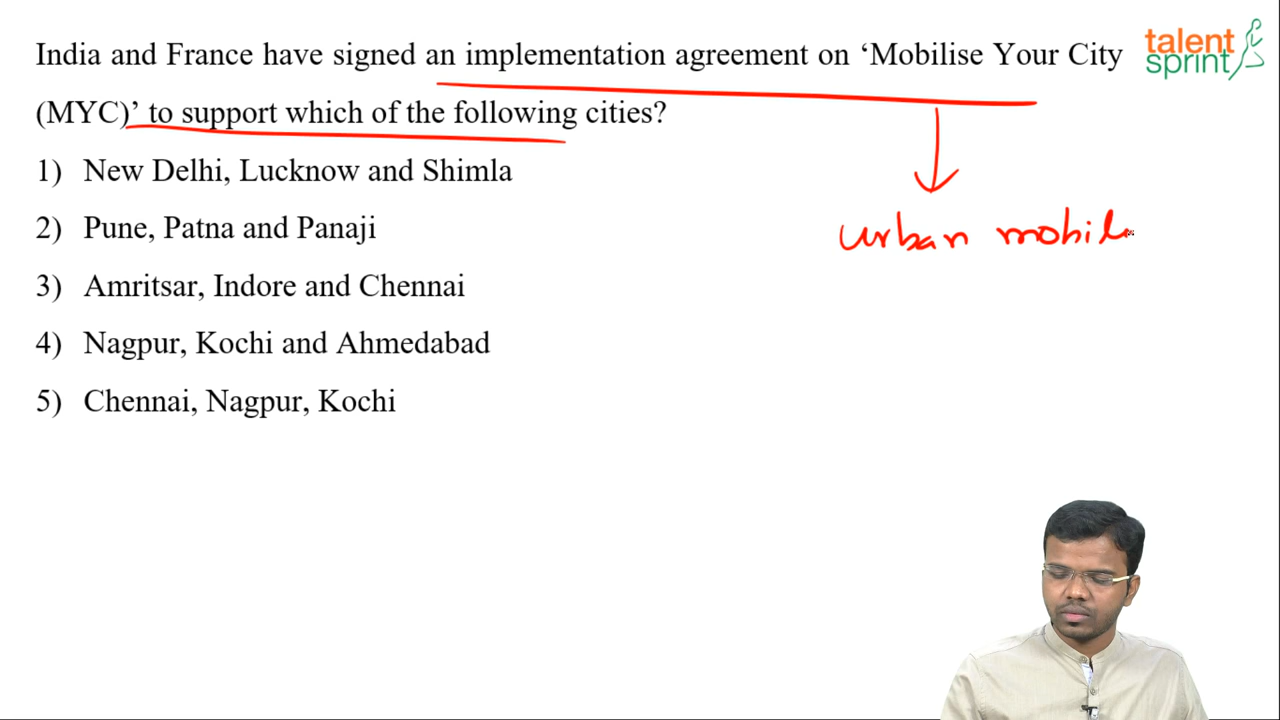 India and France have signed an implementation agreement on ‘Mobilise Your City
(MYC)’ to support which of the following cities?
1) New Delhi, Lucknow and Shimla
2) Pune, Patna and Panaji
3) Amritsar, Indore and Chennai
4) Nagpur, Kochi and Ahmedabad
5) Chennai, Nagpur, Kochi
talent
sprint
urban mobil